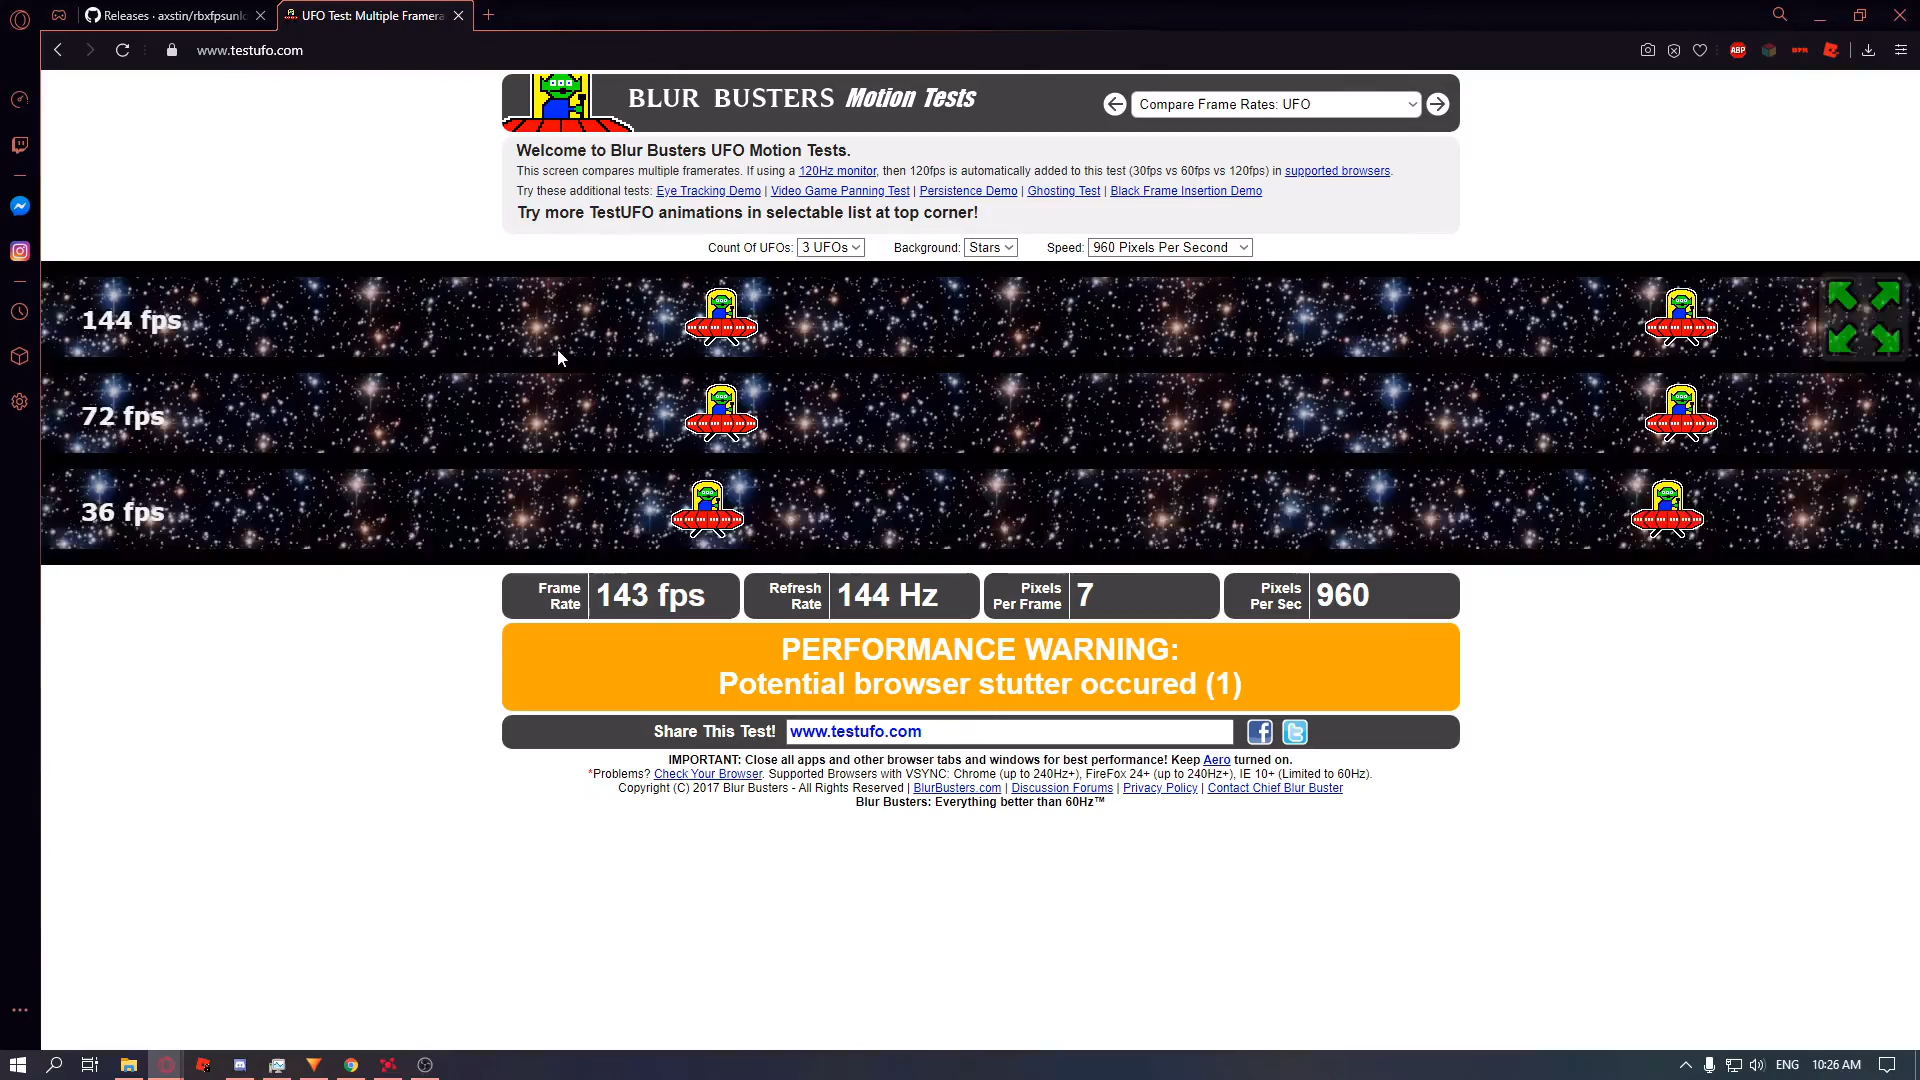 Releases · axstin/rbxfpsunlo
UFO Test: Multiple Framera
www.testufo.com
ABP
RPM
BLUR BUSTERS Motion Tests
Compare Frame Rates: UFO
Welcome to Blur Busters UFO Motion Tests.
This screen compares multiple framerates. If using a 120Hz monitor, then 120fps is automatically added to this test (30fps vs 60fps vs 120fps) in supported browsers.
Try these additional tests: Eye Tracking Demo | Video Game Panning Test | Persistence Demo | Ghosting Test | Black Frame Insertion Demo
Try more TestUFO animations in selectable list at top corner!
Count Of UFOs: 3 UFOs Background: Stars Speed: 960 Pixels Per Second
144 fps
72 fps
36 fps
Frame Rate 143 fps
Refresh Rate 144 Hz
Pixels Per Frame 7
Pixels Per Sec 960
PERFORMANCE WARNING:
Potential browser stutter occured (1)
Share This Test! www.testufo.com
IMPORTANT: Close all apps and other browser tabs and windows for best performance! Keep Aero turned on.
*Problems? Check Your Browser. Supported Browsers with VSYNC: Chrome (up to 240Hz+), FireFox 24+ (up to 240Hz+), IE 10+ (Limited to 60Hz).
Copyright (C) 2017 Blur Busters - All Rights Reserved | BlurBusters.com | Discussion Forums | Privacy Policy | Contact Chief Blur Buster
Blur Busters: Everything better than 60Hz™
ENG
10:26 AM